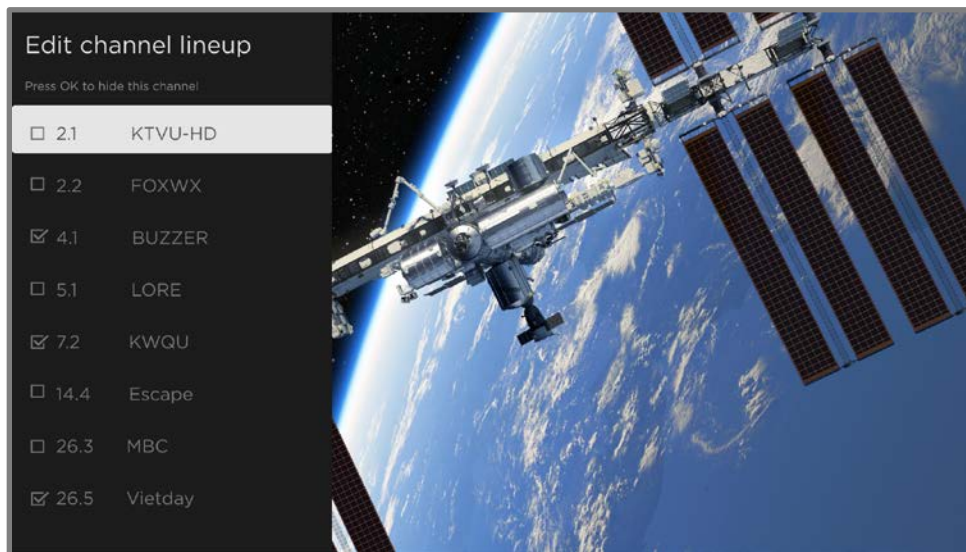 Edit channel lineup
Press OK to hide this channel
2.1 KTVU-HD
2.2 FOXWX
4.1 BUZZER
5.1 LORE
7.2 KWQU
14.4 Escape
26.3 MBC
26.5 Vietday